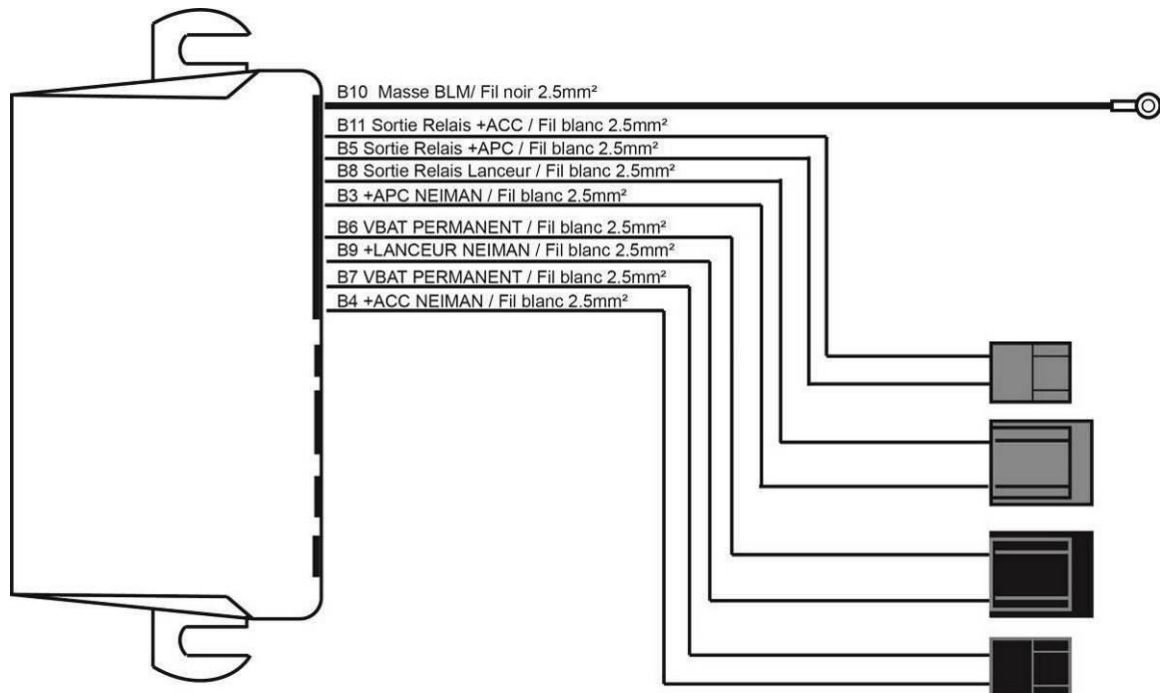 B10 Masse BLM/ Fil noir 2.5mm²
B11 Sortie Relais +ACC / Fil blanc 2.5mm²
B5 Sortie Relais +APC / Fil blanc 2.5mm²
B8 Sortie Relais Lanceur / Fil blanc 2.5mm²
B3 +APC NEIMAN / Fil blanc 2.5mm²
B6 VBAT PERMANENT / Fil blanc 2.5mm²
B9 +LANCEUR NEIMAN / Fil blanc 2.5mm²
B7 VBAT PERMANENT / Fil blanc 2.5mm²
B4 +ACC NEIMAN / Fil blanc 2.5mm²